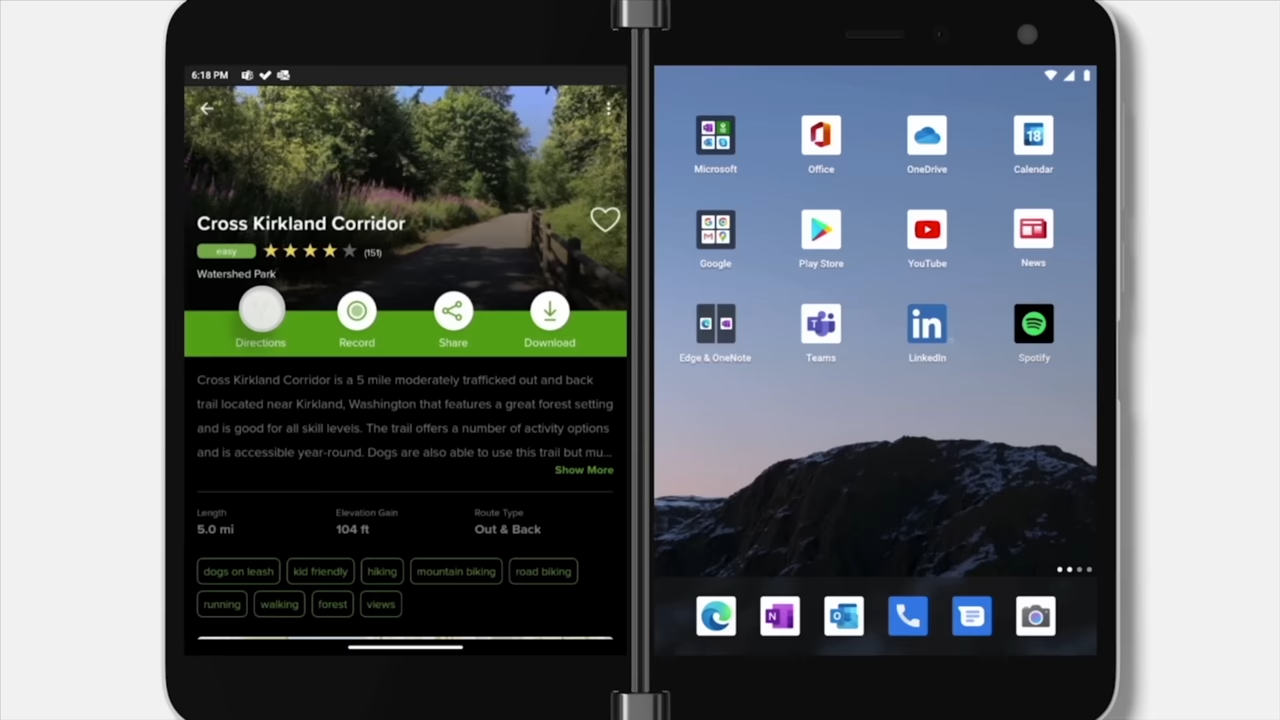 6:18 PM
Cross Kirkland Corridor
easy
(151)
Watershed Park
Directions
Record
Share
Download
Cross Kirkland Corridor is a 5 mile moderately trafficked out and back
trail located near Kirkland, Washington that features a great forest setting
and is good for all skill levels. The trail offers a number of activity options
and is accessible year-round. Dogs are also able to use this trail but mu...
Show More
Length
Elevation Gain
Route Type
5.0 mi
104 ft
Out & Back
dogs on leash
kid friendly
hiking
mountain biking
road biking
running
walking
forest
views
Microsoft
Office
OneDrive
18
Calendar
Google
Play Store
YouTube
News
Edge & OneNote
Teams
in
LinkedIn
Spotify